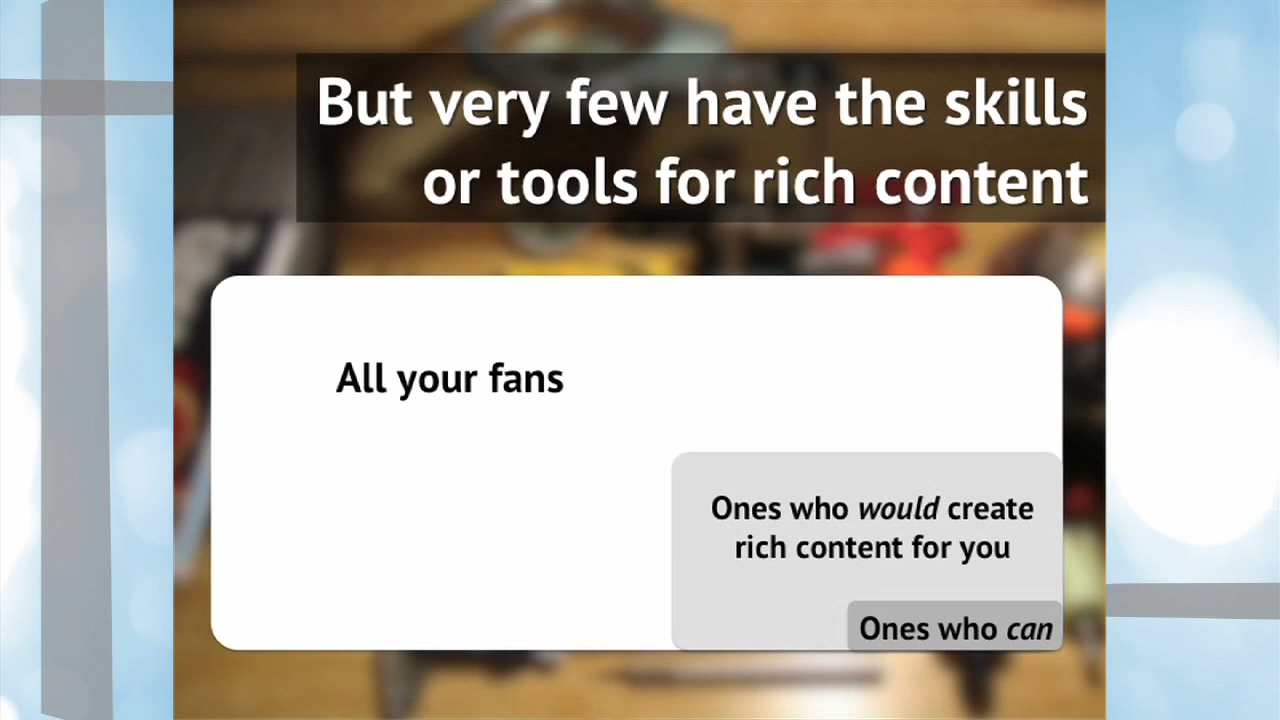 But very few have the skills
or tools for rich content
All your fans
Ones who would create
rich content for you
Ones who can